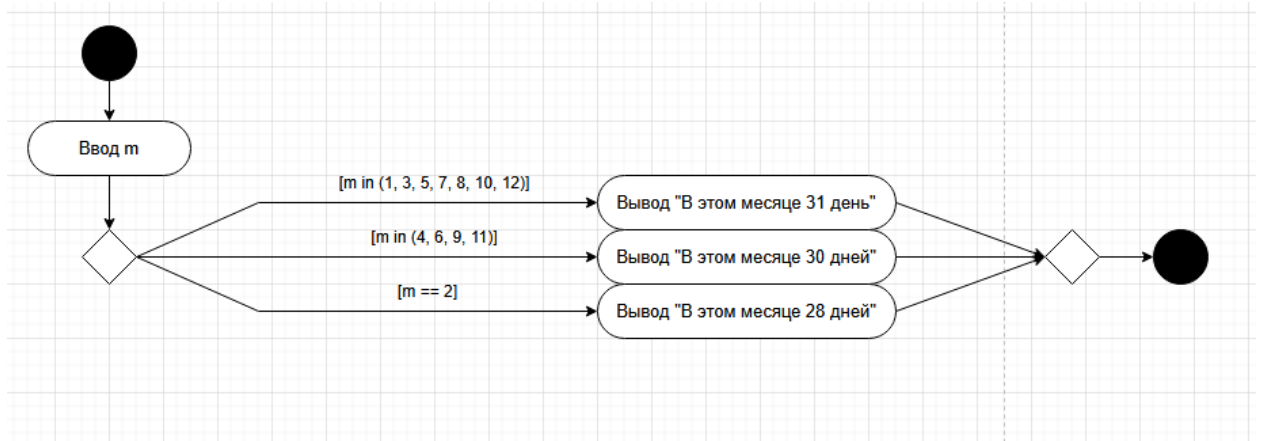 Ввод m
[m in (1, 3, 5, 7, 8, 10, 12)]
Вывод "В этом месяце 31 день"
[m in (4, 6, 9, 11)]
Вывод "В этом месяце 30 дней"
[m == 2]
Вывод "В этом месяце 28 дней"